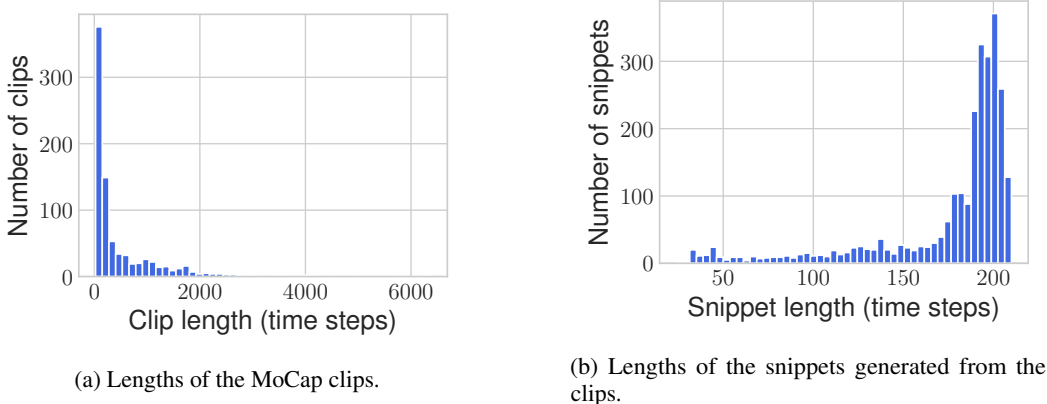 Number of clips
300
200
100
0
0 2000 4000 6000
Clip length (time steps)
(a) Lengths of the MoCap clips.
Number of snippets
300
200
100
0
50 100 150 200
Snippet length (time steps)
(b) Lengths of the snippets generated from the
clips.